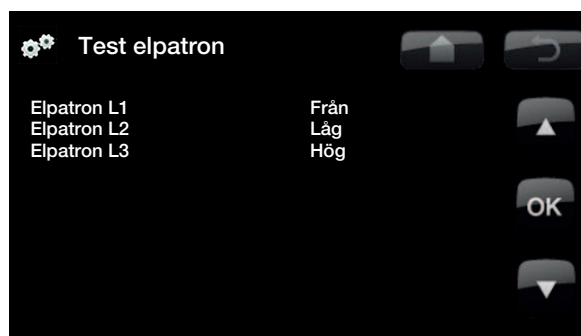 Test elpatron
Elpatron L1 Från
Elpatron L2 Låg
Elpatron L3 Hög
OK